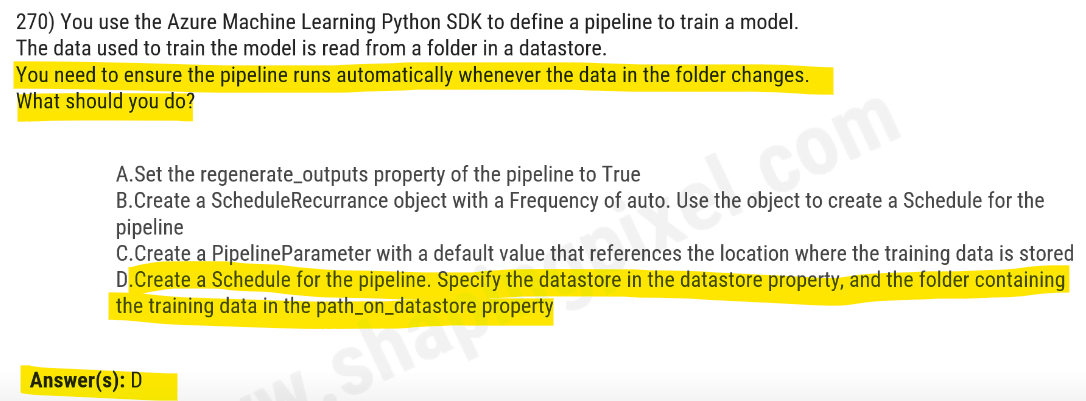 270) You use the Azure Machine Learning Python SDK to define a pipeline to train a model.
The data used to train the model is read from a folder in a datastore.
You need to ensure the pipeline runs automatically whenever the data in the folder changes.
What should you do?
A.Set the regenerate_outputs property of the pipeline to True
B.Create a ScheduleRecurrance object with a Frequency of auto. Use the object to create a Schedule for the
pipeline
C.Create a PipelineParameter with a default value that references the location where the training data is stored
D.Create a Schedule for the pipeline. Specify the datastore in the datastore property, and the folder containing
the training data in the path_on_datastore property
Answer(s): D